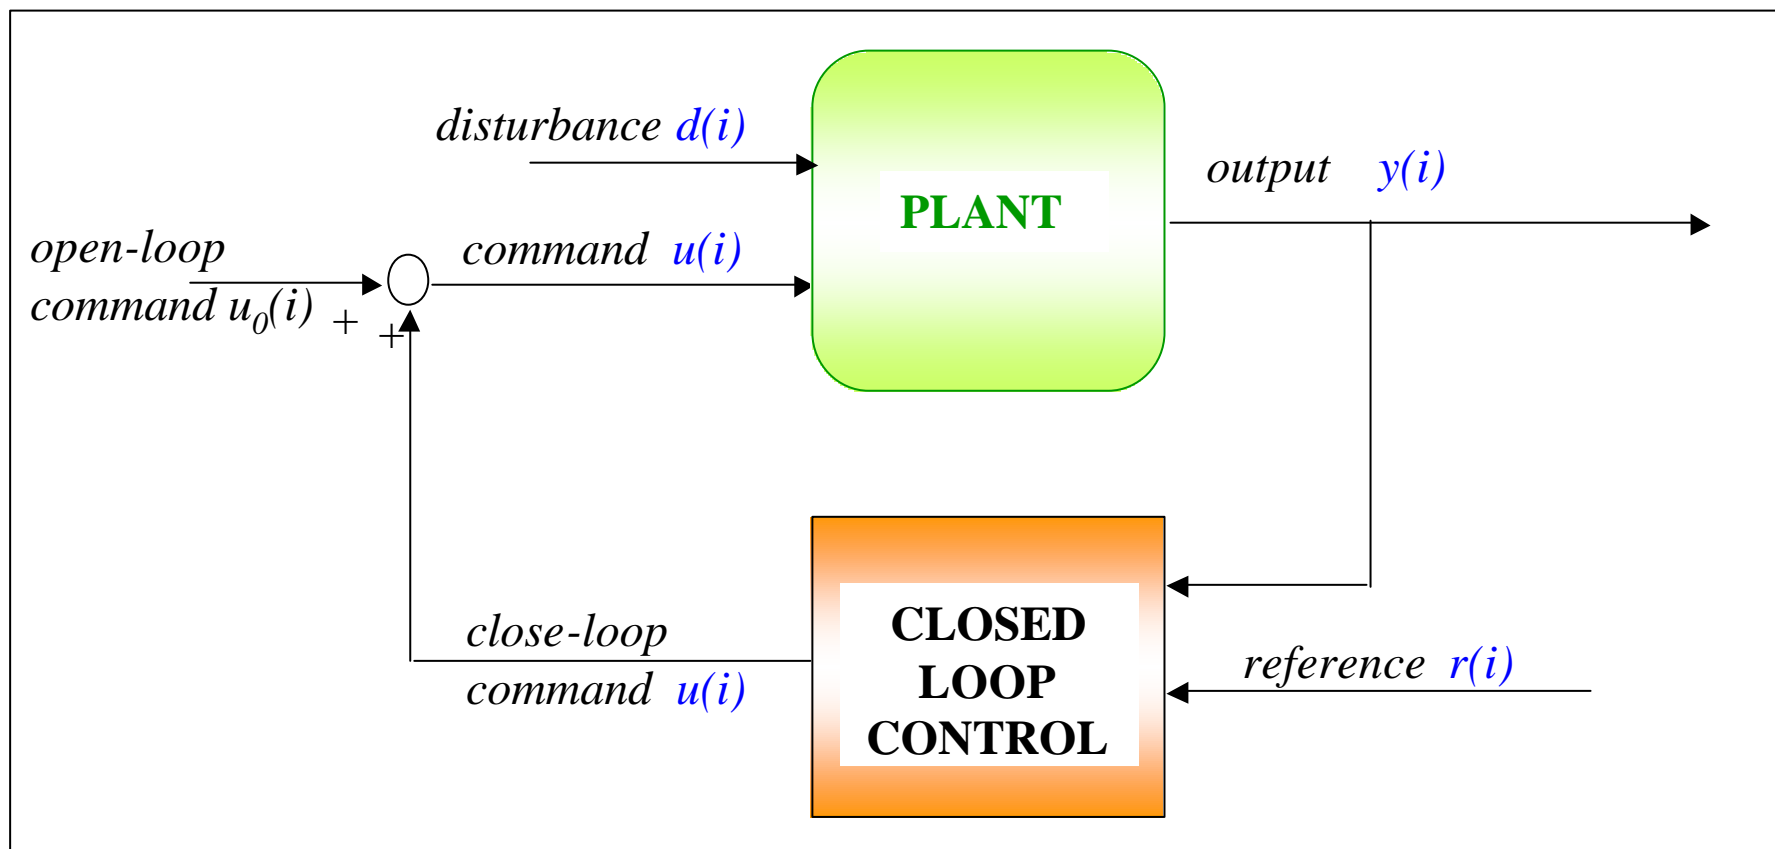 disturbance d(i)
PLANT
output y(i)
open-loop
command u₀(i)
+
+
command u(i)
close-loop
command u(i)
CLOSED
LOOP
CONTROL
reference r(i)